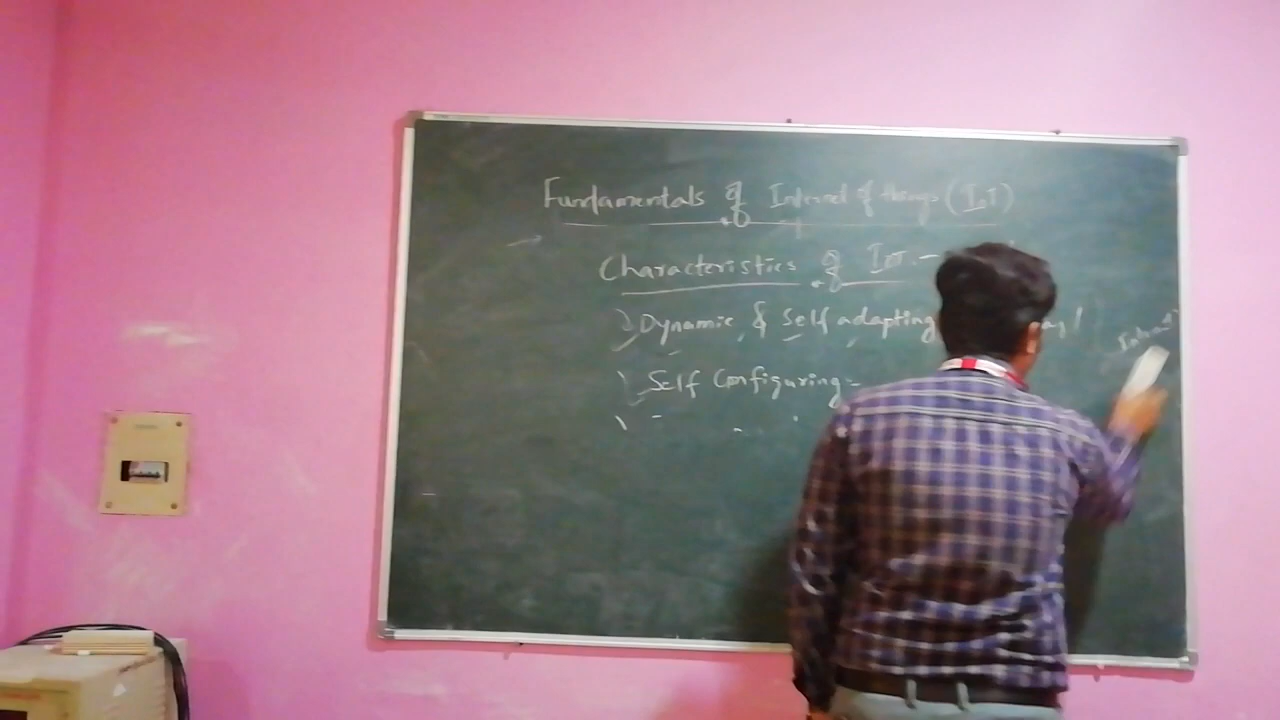 Fundamentals of Internet of things (IoT)
Characteristics of IOT:-
Dynamic & Self adapting
Self Configuring:-